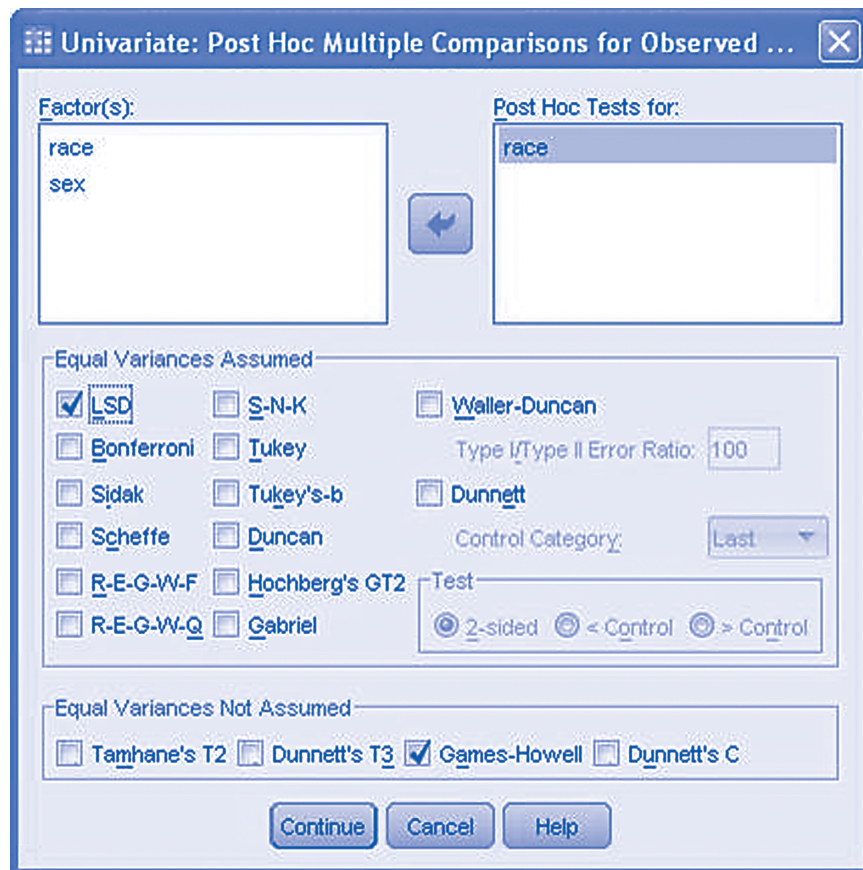 Univariate: Post Hoc Multiple Comparisons for Observed ...
Factor(s):
race
sex
Post Hoc Tests for:
race
Equal Variances Assumed
LSD
S-N-K
Waller-Duncan
Bonferroni
Tukey
Type I/Type II Error Ratio: 100
Sidak
Tukey's-b
Dunnett
Scheffe
Duncan
Control Category: Last
R-E-G-W-F
Hochberg's GT2
Test
R-E-G-W-Q
Gabriel
2-sided
< Control
> Control
Equal Variances Not Assumed
Tamhane's T2
Dunnett's T3
Games-Howell
Dunnett's C
Continue
Cancel
Help